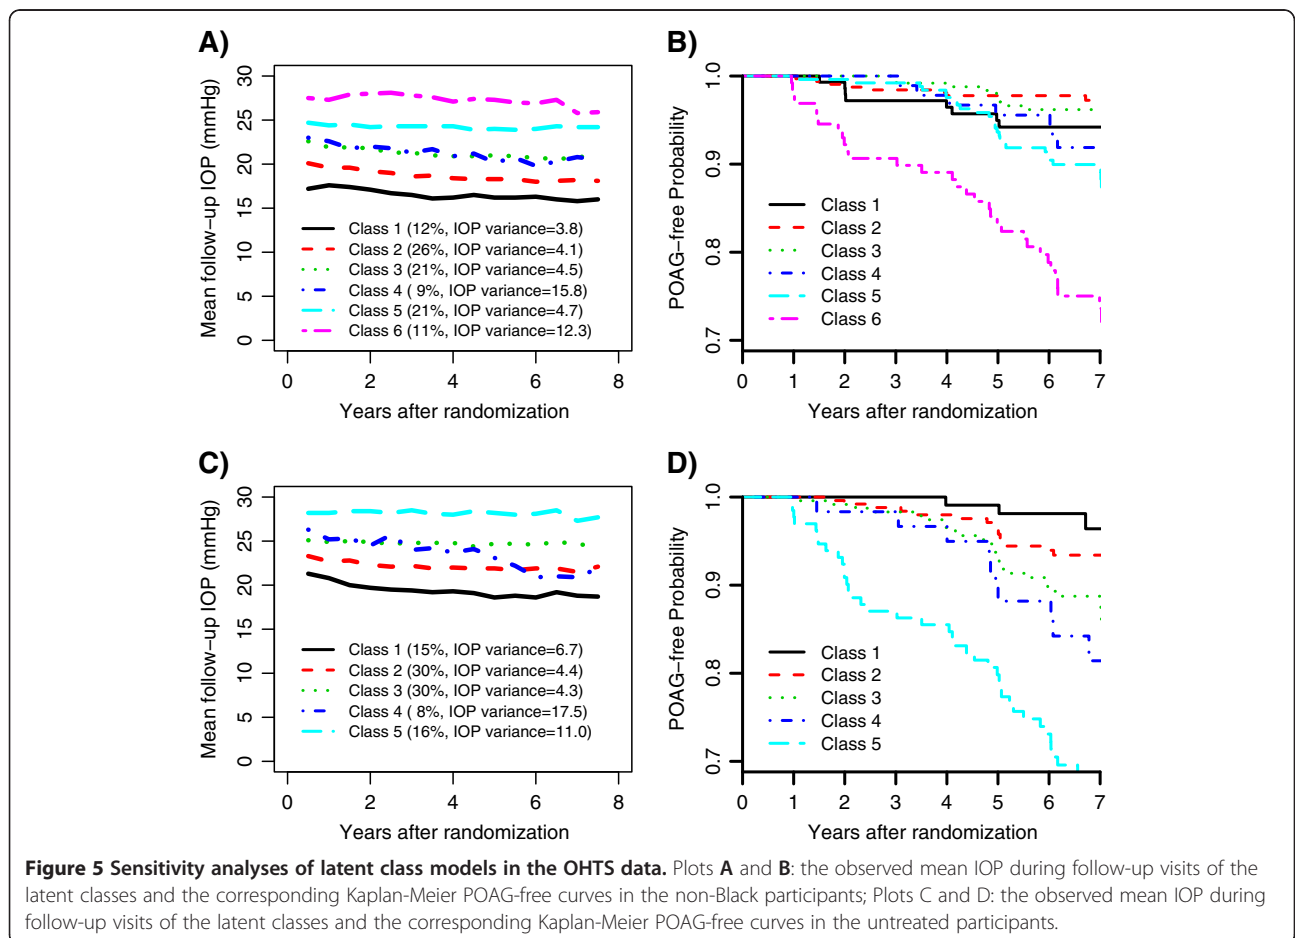 A)
Mean follow−up IOP (mmHg)
30
25
20
15
10
5
0
Class 1 (12%, IOP variance=3.8)
Class 2 (26%, IOP variance=4.1)
Class 3 (21%, IOP variance=4.5)
Class 4 ( 9%, IOP variance=15.8)
Class 5 (21%, IOP variance=4.7)
Class 6 (11%, IOP variance=12.3)
0 2 4 6 8
Years after randomization
B)
POAG−free Probability
1.0
0.9
0.8
0.7
Class 1
Class 2
Class 3
Class 4
Class 5
Class 6
0 1 2 3 4 5 6 7
Years after randomization
C)
Mean follow−up IOP (mmHg)
30
25
20
15
10
5
0
Class 1 (15%, IOP variance=6.7)
Class 2 (30%, IOP variance=4.4)
Class 3 (30%, IOP variance=4.3)
Class 4 ( 8%, IOP variance=17.5)
Class 5 (16%, IOP variance=11.0)
0 2 4 6 8
Years after randomization
D)
POAG−free Probability
1.0
0.9
0.8
0.7
Class 1
Class 2
Class 3
Class 4
Class 5
0 1 2 3 4 5 6 7
Years after randomization
Figure 5 Sensitivity analyses of latent class models in the OHTS data. Plots A and B: the observed mean IOP during follow-up visits of the
latent classes and the corresponding Kaplan-Meier POAG-free curves in the non-Black participants; Plots C and D: the observed mean IOP during
follow-up visits of the latent classes and the corresponding Kaplan-Meier POAG-free curves in the untreated participants.